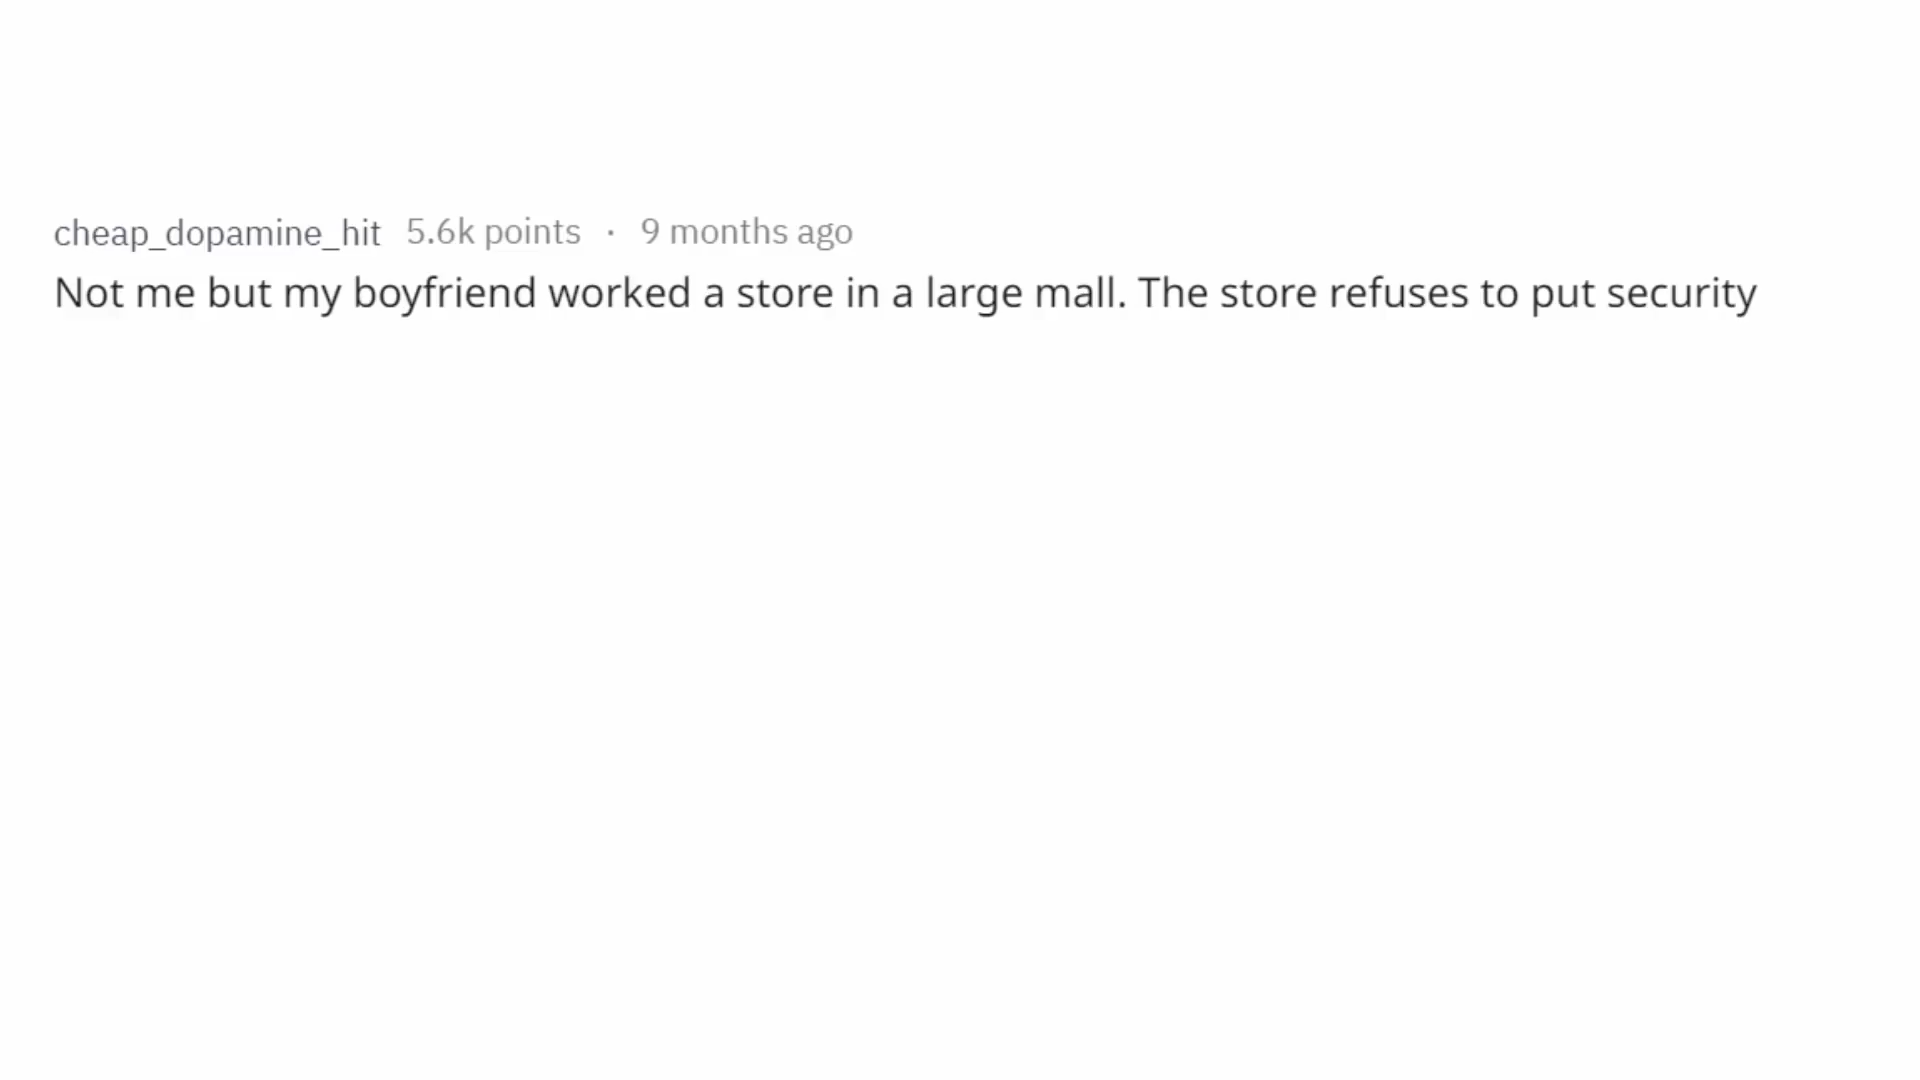 cheap_dopamine_hit 5.6k points · 9 months ago
Not me but my boyfriend worked a store in a large mall. The store refuses to put security